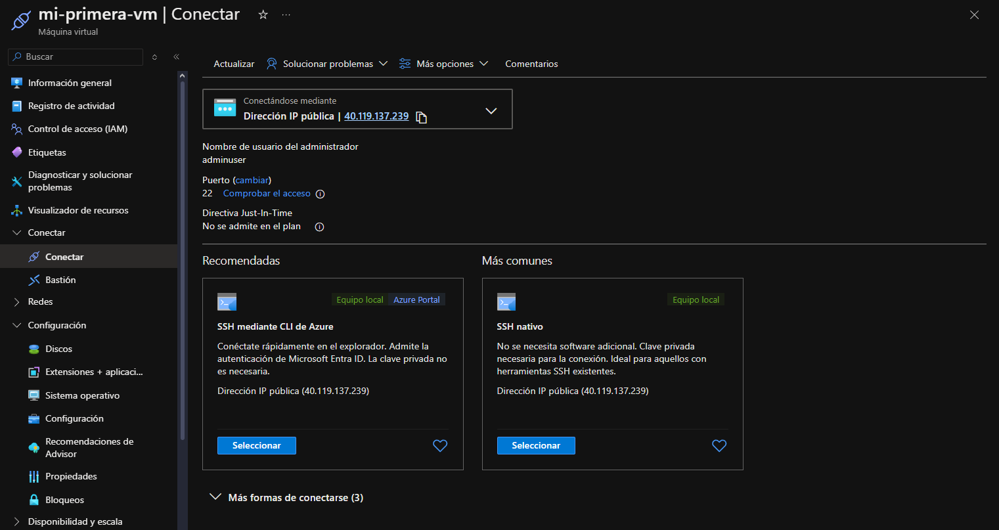 mi-primera-vm | Conectar
Máquina virtual
Buscar
Información general
Registro de actividad
Control de acceso (IAM)
Etiquetas
Diagnosticar y solucionar
problemas
Visualizador de recursos
Conectar
Conectar
Bastión
Redes
Configuración
Discos
Extensiones + aplicaci...
Sistema operativo
Configuración
Recomendaciones de
Advisor
Propiedades
Bloqueos
Disponibilidad y escala
Actualizar Solucionar problemas Más opciones Comentarios
Conectándose mediante
Dirección IP pública | 40.119.137.239
Nombre de usuario del administrador
adminuser
Puerto (cambiar)
22 Comprobar el acceso
Directiva Just-In-Time
No se admite en el plan
Recomendadas
Equipo local Azure Portal
SSH mediante CLI de Azure
Conéctate rápidamente en el explorador. Admite la
autenticación de Microsoft Entra ID. La clave privada no
es necesaria.
Dirección IP pública (40.119.137.239)
Seleccionar
Más comunes
Equipo local
SSH nativo
No se necesita software adicional. Clave privada
necesaria para la conexión. Ideal para aquellos con
herramientas SSH existentes.
Dirección IP pública (40.119.137.239)
Seleccionar
Más formas de conectarse (3)